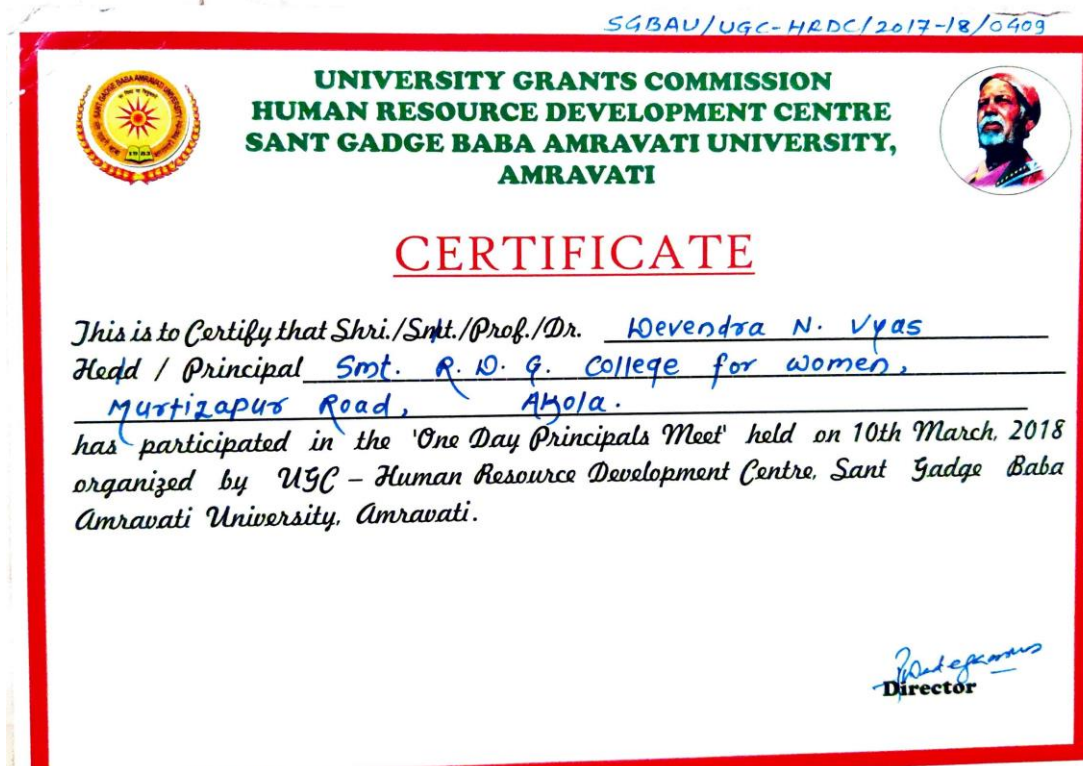 SGBAU/UGC-HRDC/2017-18/0409
UNIVERSITY GRANTS COMMISSION
HUMAN RESOURCE DEVELOPMENT CENTRE
SANT GADGE BABA AMRAVATI UNIVERSITY,
AMRAVATI
CERTIFICATE
This is to Certify that Shri./Smt./Prof./Dr. Devendra N. Vyas
Head / Principal Smt. R. D. G. College for women,
Murtizapur Road, Akola.
has participated in the 'One Day Principals Meet' held on 10th March, 2018
organized by UGC – Human Resource Development Centre, Sant Gadge Baba
Amravati University, Amravati.
Director